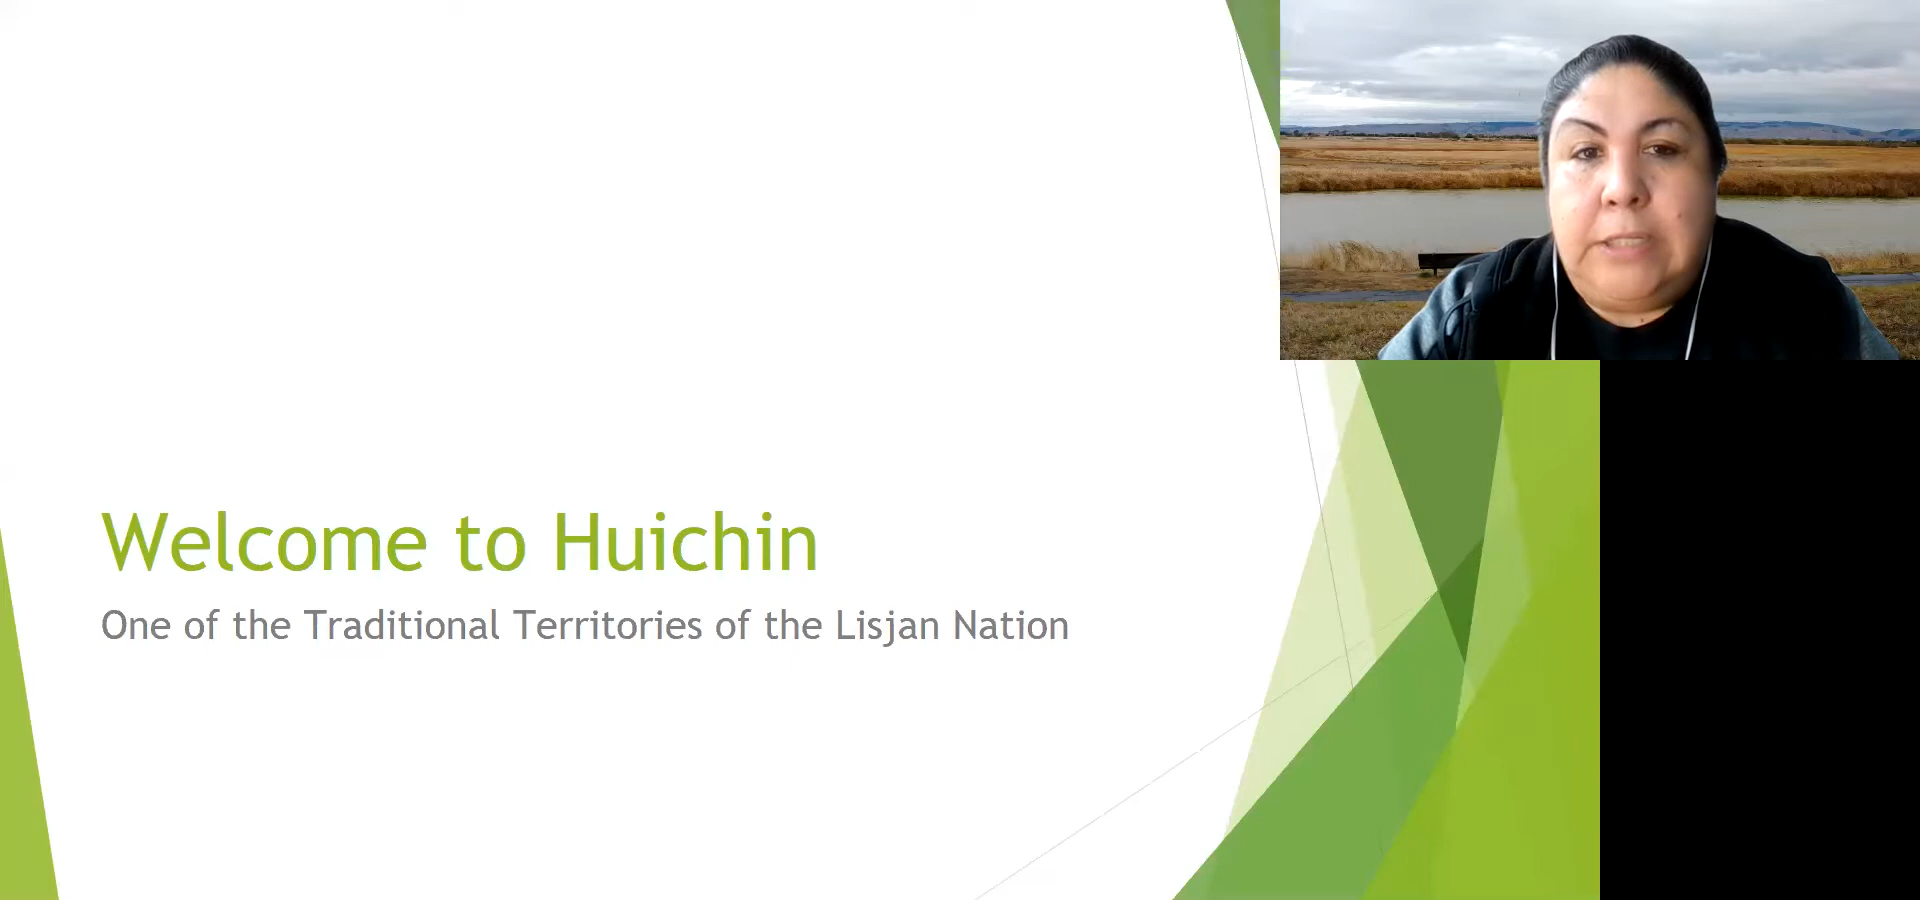 Welcome to Huichin
One of the Traditional Territories of the Lisjan Nation